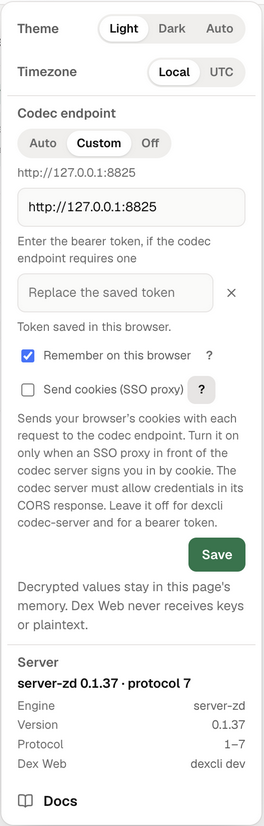 Theme Light Dark Auto
Timezone Local UTC
Codec endpoint
Auto Custom Off
http://127.0.0.1:8825
http://127.0.0.1:8825
Enter the bearer token, if the codec
endpoint requires one
Replace the saved token ×
Token saved in this browser.
Remember on this browser ?
Send cookies (SSO proxy) ?
Sends your browser's cookies with each
request to the codec endpoint. Turn it on
only when an SSO proxy in front of the
codec server signs you in by cookie. The
codec server must allow credentials in its
CORS response. Leave it off for dexcli
codec-server and for a bearer token.
Save
Decrypted values stay in this page's
memory. Dex Web never receives keys
or plaintext.
Server
server-zd 0.1.37 · protocol 7
Engine server-zd
Version 0.1.37
Protocol 1–7
Dex Web dexcli dev
Docs